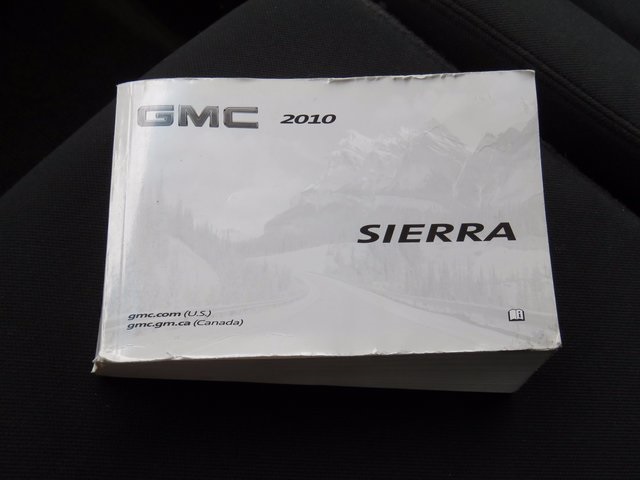 GMC 2010
SIERRA
gmc.com (U.S.)
gmc.gm.ca (Canada)